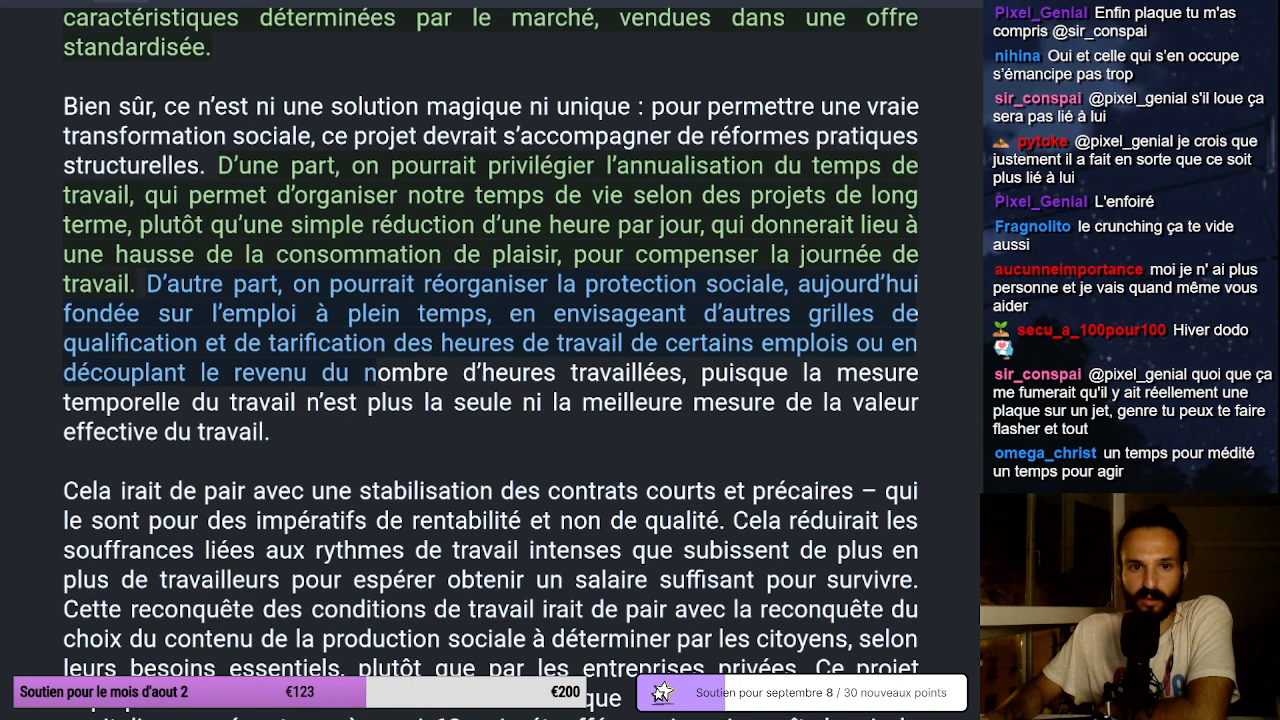 caractéristiques déterminées par le marché, vendues dans une offre
standardisée.
Bien sûr, ce n’est ni une solution magique ni unique : pour permettre une vraie
transformation sociale, ce projet devrait s’accompagner de réformes pratiques
structurelles. D’une part, on pourrait privilégier l’annualisation du temps de
travail, qui permet d’organiser notre temps de vie selon des projets de long
terme, plutôt qu’une simple réduction d’une heure par jour, qui donnerait lieu à
une hausse de la consommation de plaisir, pour compenser la journée de
travail. D’autre part, on pourrait réorganiser la protection sociale, aujourd’hui
fondée sur l’emploi à plein temps, en envisageant d’autres grilles de
qualification et de tarification des heures de travail de certains emplois ou en
découplant le revenu du nombre d’heures travaillées, puisque la mesure
temporelle du travail n’est plus la seule ni la meilleure mesure de la valeur
effective du travail.
Cela irait de pair avec une stabilisation des contrats courts et précaires – qui
le sont pour des impératifs de rentabilité et non de qualité. Cela réduirait les
souffrances liées aux rythmes de travail intenses que subissent de plus en
plus de travailleurs pour espérer obtenir un salaire suffisant pour survivre.
Cette reconquête des conditions de travail irait de pair avec la reconquête du
choix du contenu de la production sociale à déterminer par les citoyens, selon
leurs besoins essentiels, plutôt que par les entreprises privées. Ce projet
que
Soutien pour le mois d'aout 2 €123 €200
Soutien pour septembre 8 / 30 nouveaux points
Pixel_Genial Enfin plaque tu m'as
compris @sir_conspai
nihina Oui et celle qui s’en occupe
s’émancipe pas trop
sir_conspai @pixel_genial s'il loue ça
sera pas lié à lui
pytoke @pixel_genial je crois que
justement il a fait en sorte que ce soit
plus lié à lui
Pixel_Genial L'enfoiré
Fragnolito le crunching ça te vide
aussi
aucunneimportance moi je n' ai plus
personne et je vais quand même vous
aider
secu_a_100pour100 Hiver dodo
sir_conspai @pixel_genial quoi que ça
me fumerait qu'il y ait réellement une
plaque sur un jet, genre tu peux te faire
flasher et tout
omega_christ un temps pour médité
un temps pour agir